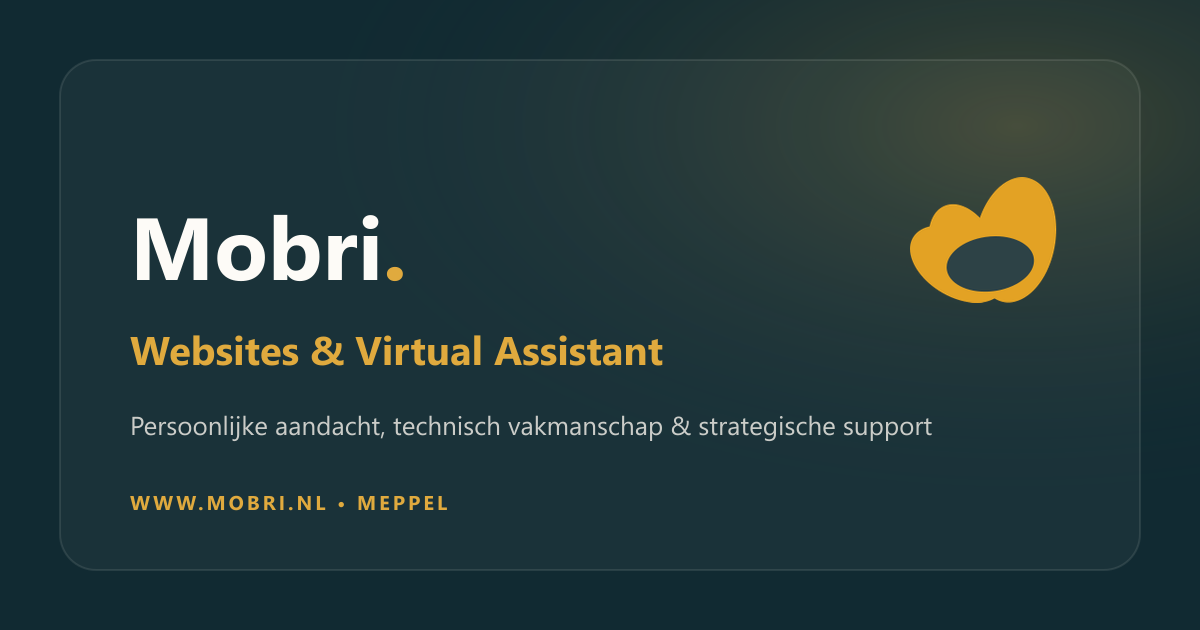 Mobri.
Websites & Virtual Assistant
Persoonlijke aandacht, technisch vakmanschap & strategische support
WWW.MOBRI.NL • MEPPEL